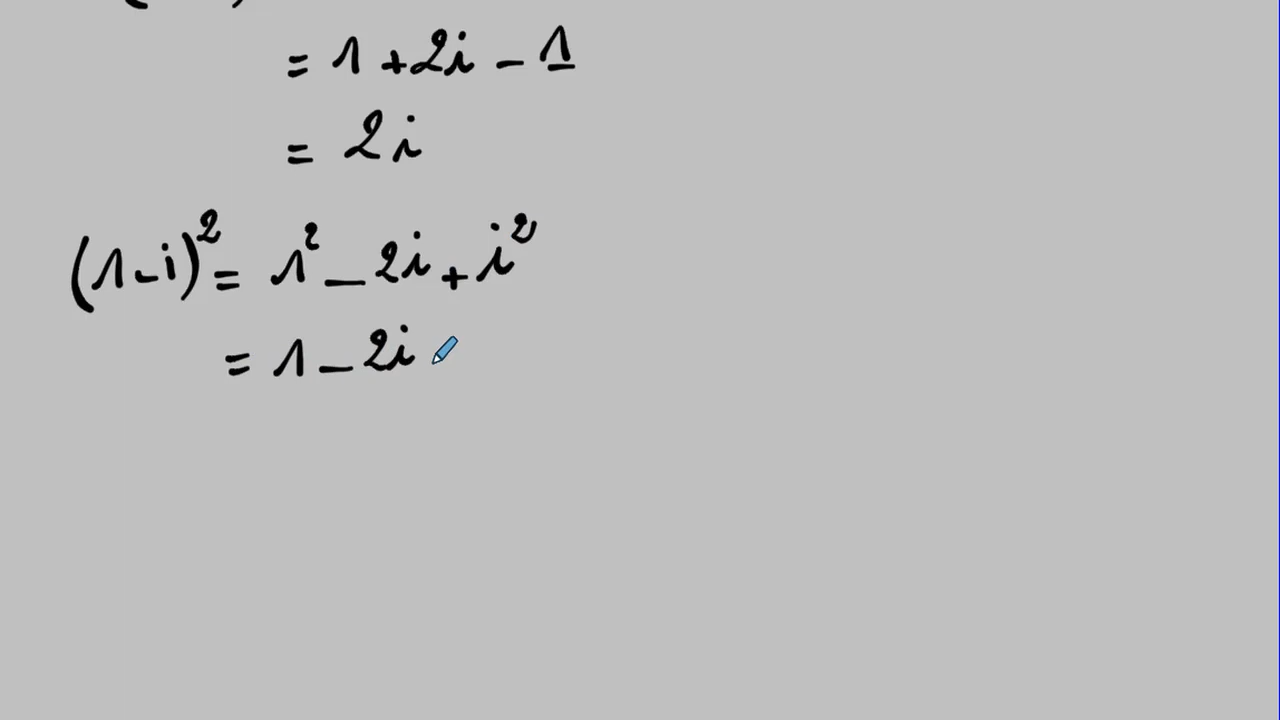 = 1 + 2i - 1
= 2i
(1 - i)² = 1² - 2i + i²
= 1 - 2i